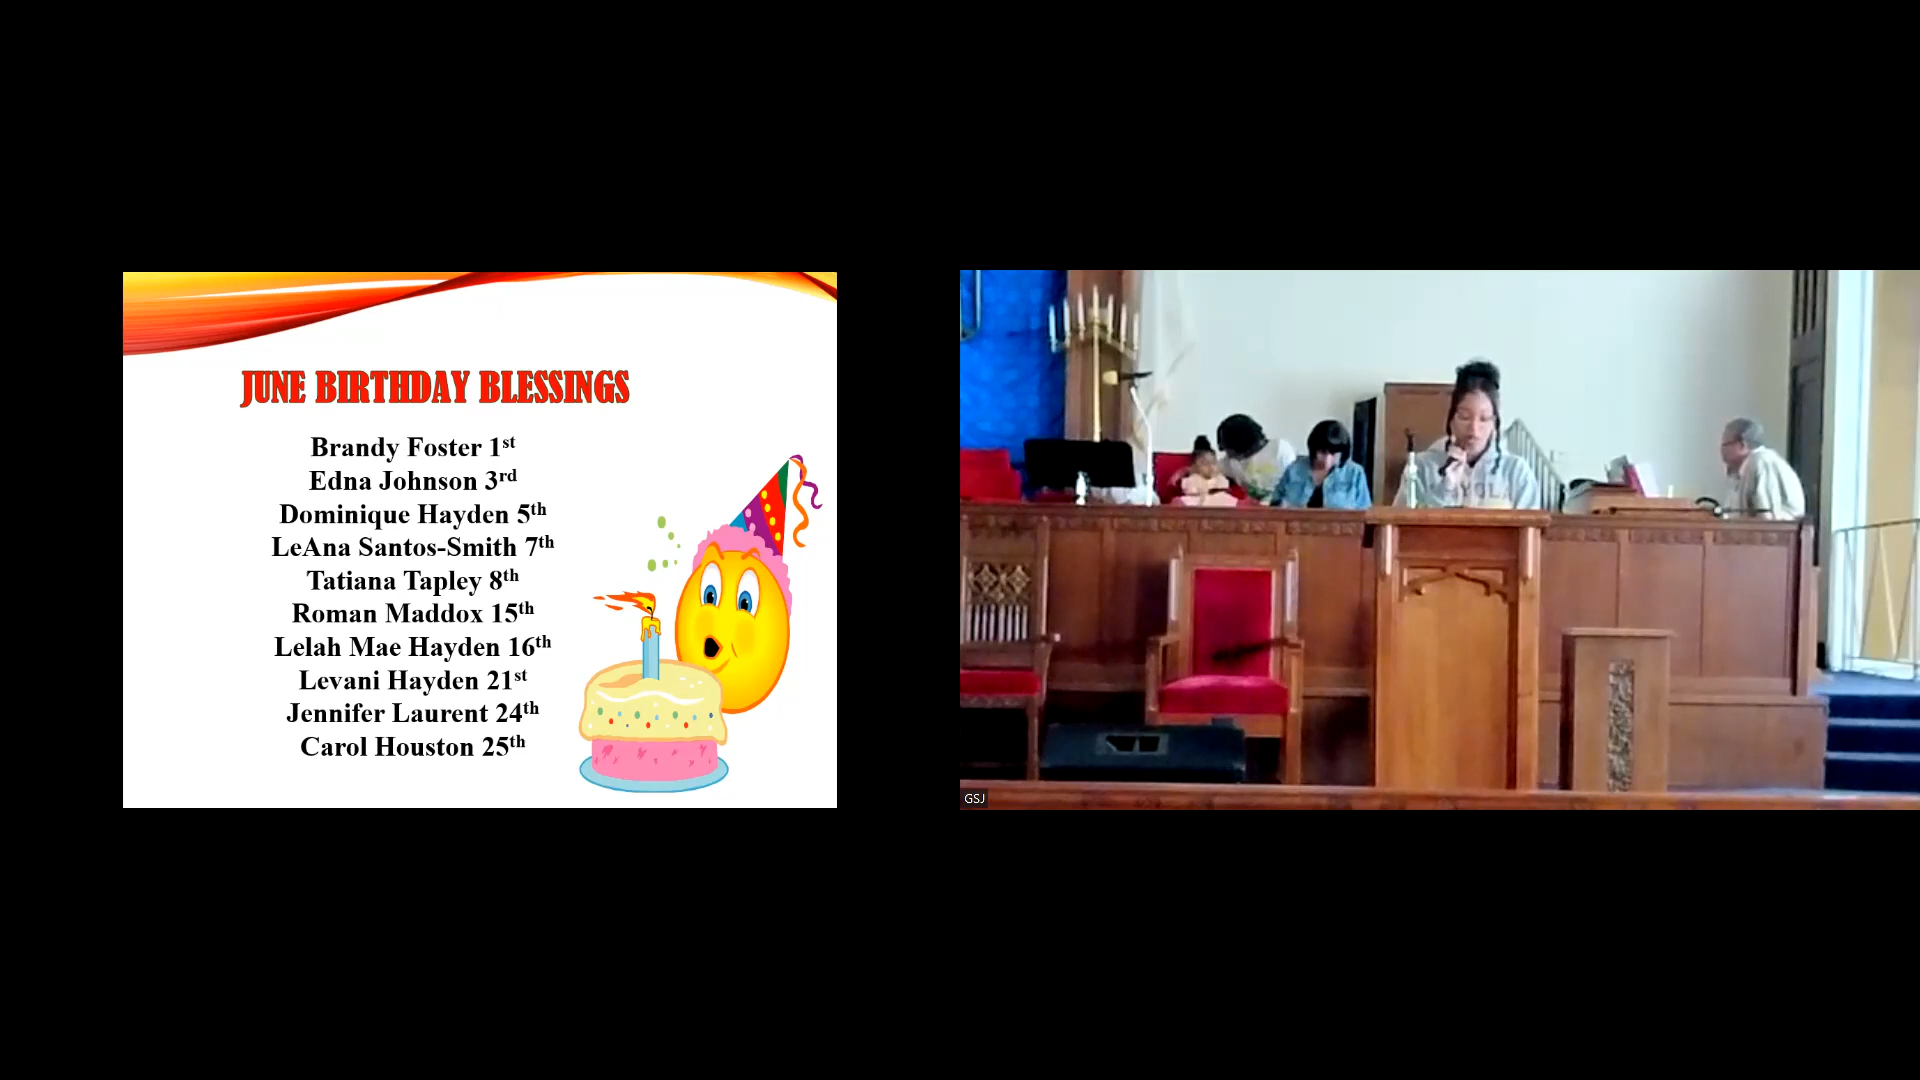 JUNE BIRTHDAY BLESSINGS
Brandy Foster 1st
Edna Johnson 3rd
Dominique Hayden 5th
LeAna Santos-Smith 7th
Tatiana Tapley 8th
Roman Maddox 15th
Lelah Mae Hayden 16th
Levani Hayden 21st
Jennifer Laurent 24th
Carol Houston 25th
GSJ